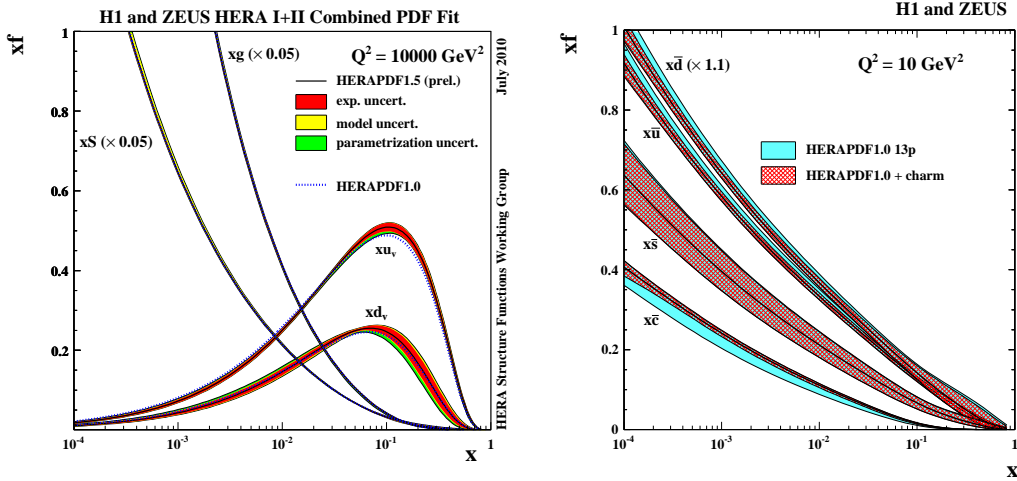 H1 and ZEUS HERA I+II Combined PDF Fit
xf
1
0.8
0.6
0.4
0.2
10⁻⁴
10⁻³
10⁻²
10⁻¹
1
x
xg (× 0.05)
Q² = 10000 GeV²
HERAPDF1.5 (prel.)
exp. uncert.
model uncert.
parametrization uncert.
HERAPDF1.0
xS (× 0.05)
xuᵥ
xdᵥ
HERA Structure Functions Working Group July 2010
H1 and ZEUS
xf
1
0.8
0.6
0.4
0.2
0
10⁻⁴
10⁻³
10⁻²
10⁻¹
1
x
xd̄ (× 1.1)
Q² = 10 GeV²
xū
HERAPDF1.0 13p
HERAPDF1.0 + charm
xs̄
xc̄